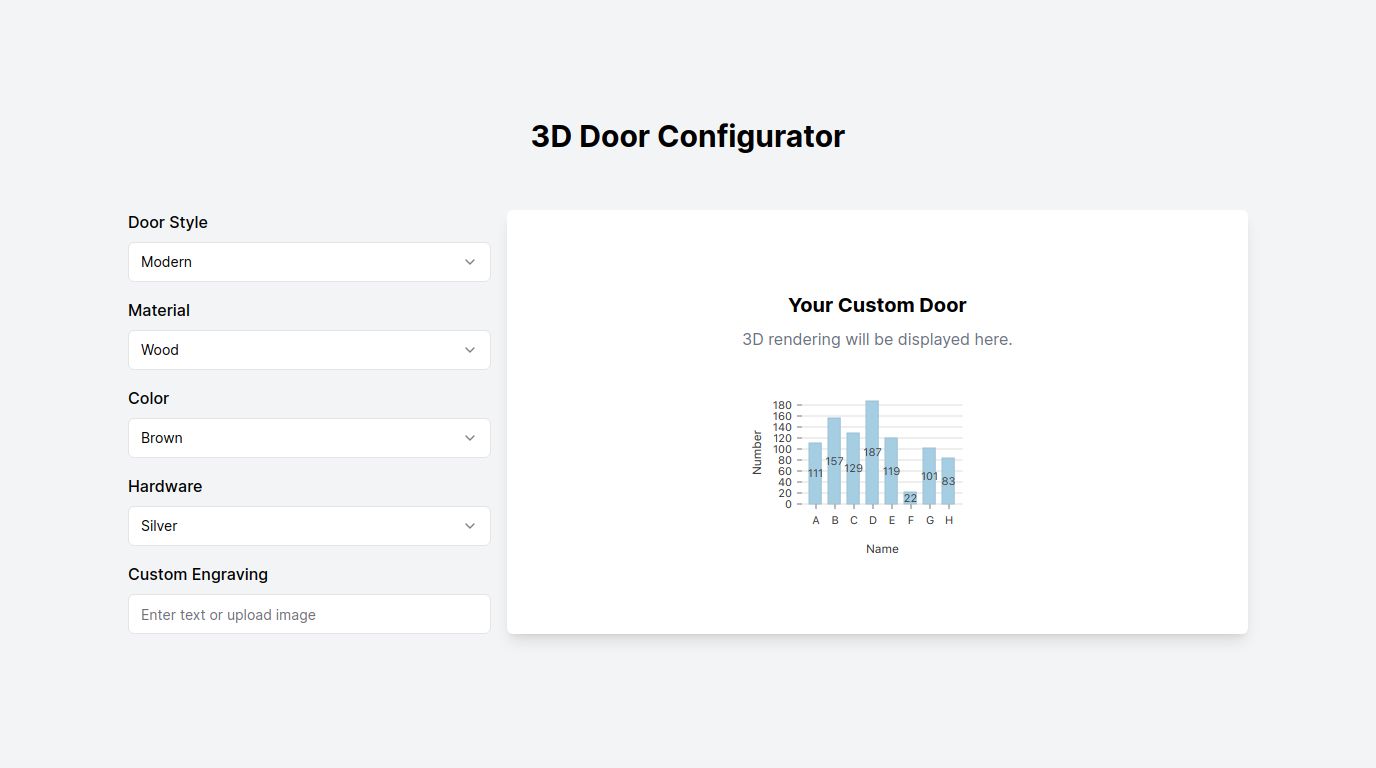 3D Door Configurator
Door Style
Modern
Material
Wood
Color
Brown
Hardware
Silver
Custom Engraving
Enter text or upload image
Your Custom Door
3D rendering will be displayed here.
Number
180
160
140
120
100
80
60
40
20
0
111
157
129
187
119
22
101
83
A B C D E F G H
Name